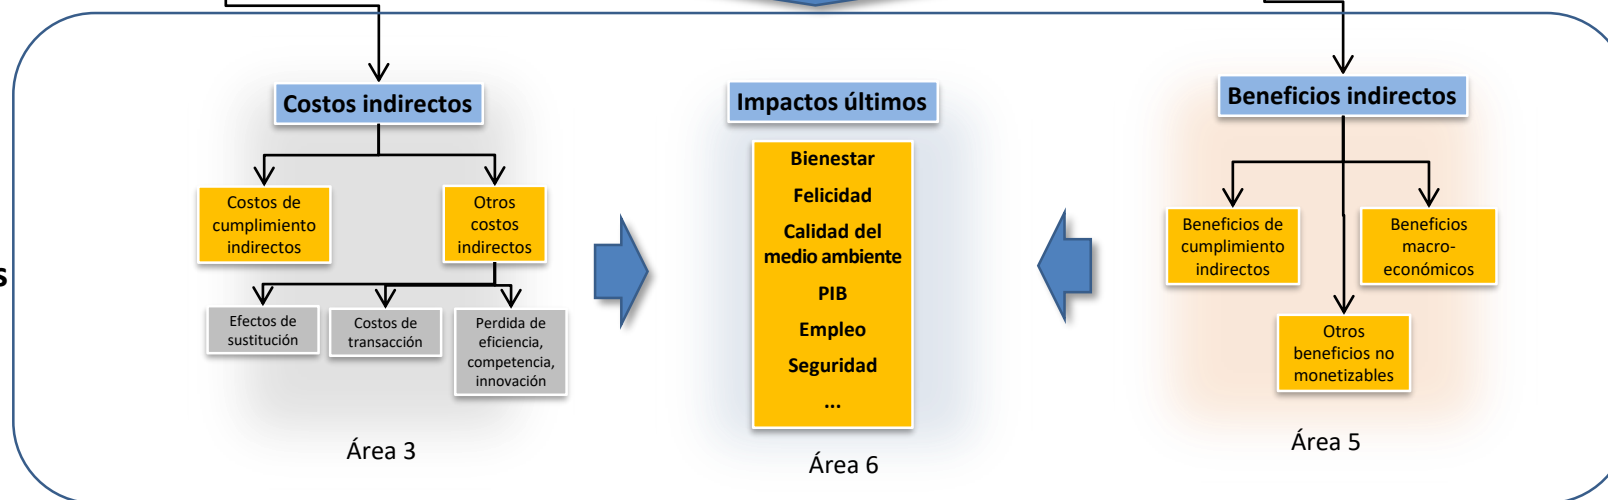 s
Costos indirectos
Costos de
cumplimiento
indirectos
Otros
costos
indirectos
Efectos de
sustitución
Costos de
transacción
Perdida de
eficiencia,
competencia,
innovación
Área 3
Impactos últimos
Bienestar
Felicidad
Calidad del
medio ambiente
PIB
Empleo
Seguridad
...
Área 6
Beneficios indirectos
Beneficios de
cumplimiento
indirectos
Beneficios
macro-
económicos
Otros
beneficios no
monetizables
Área 5